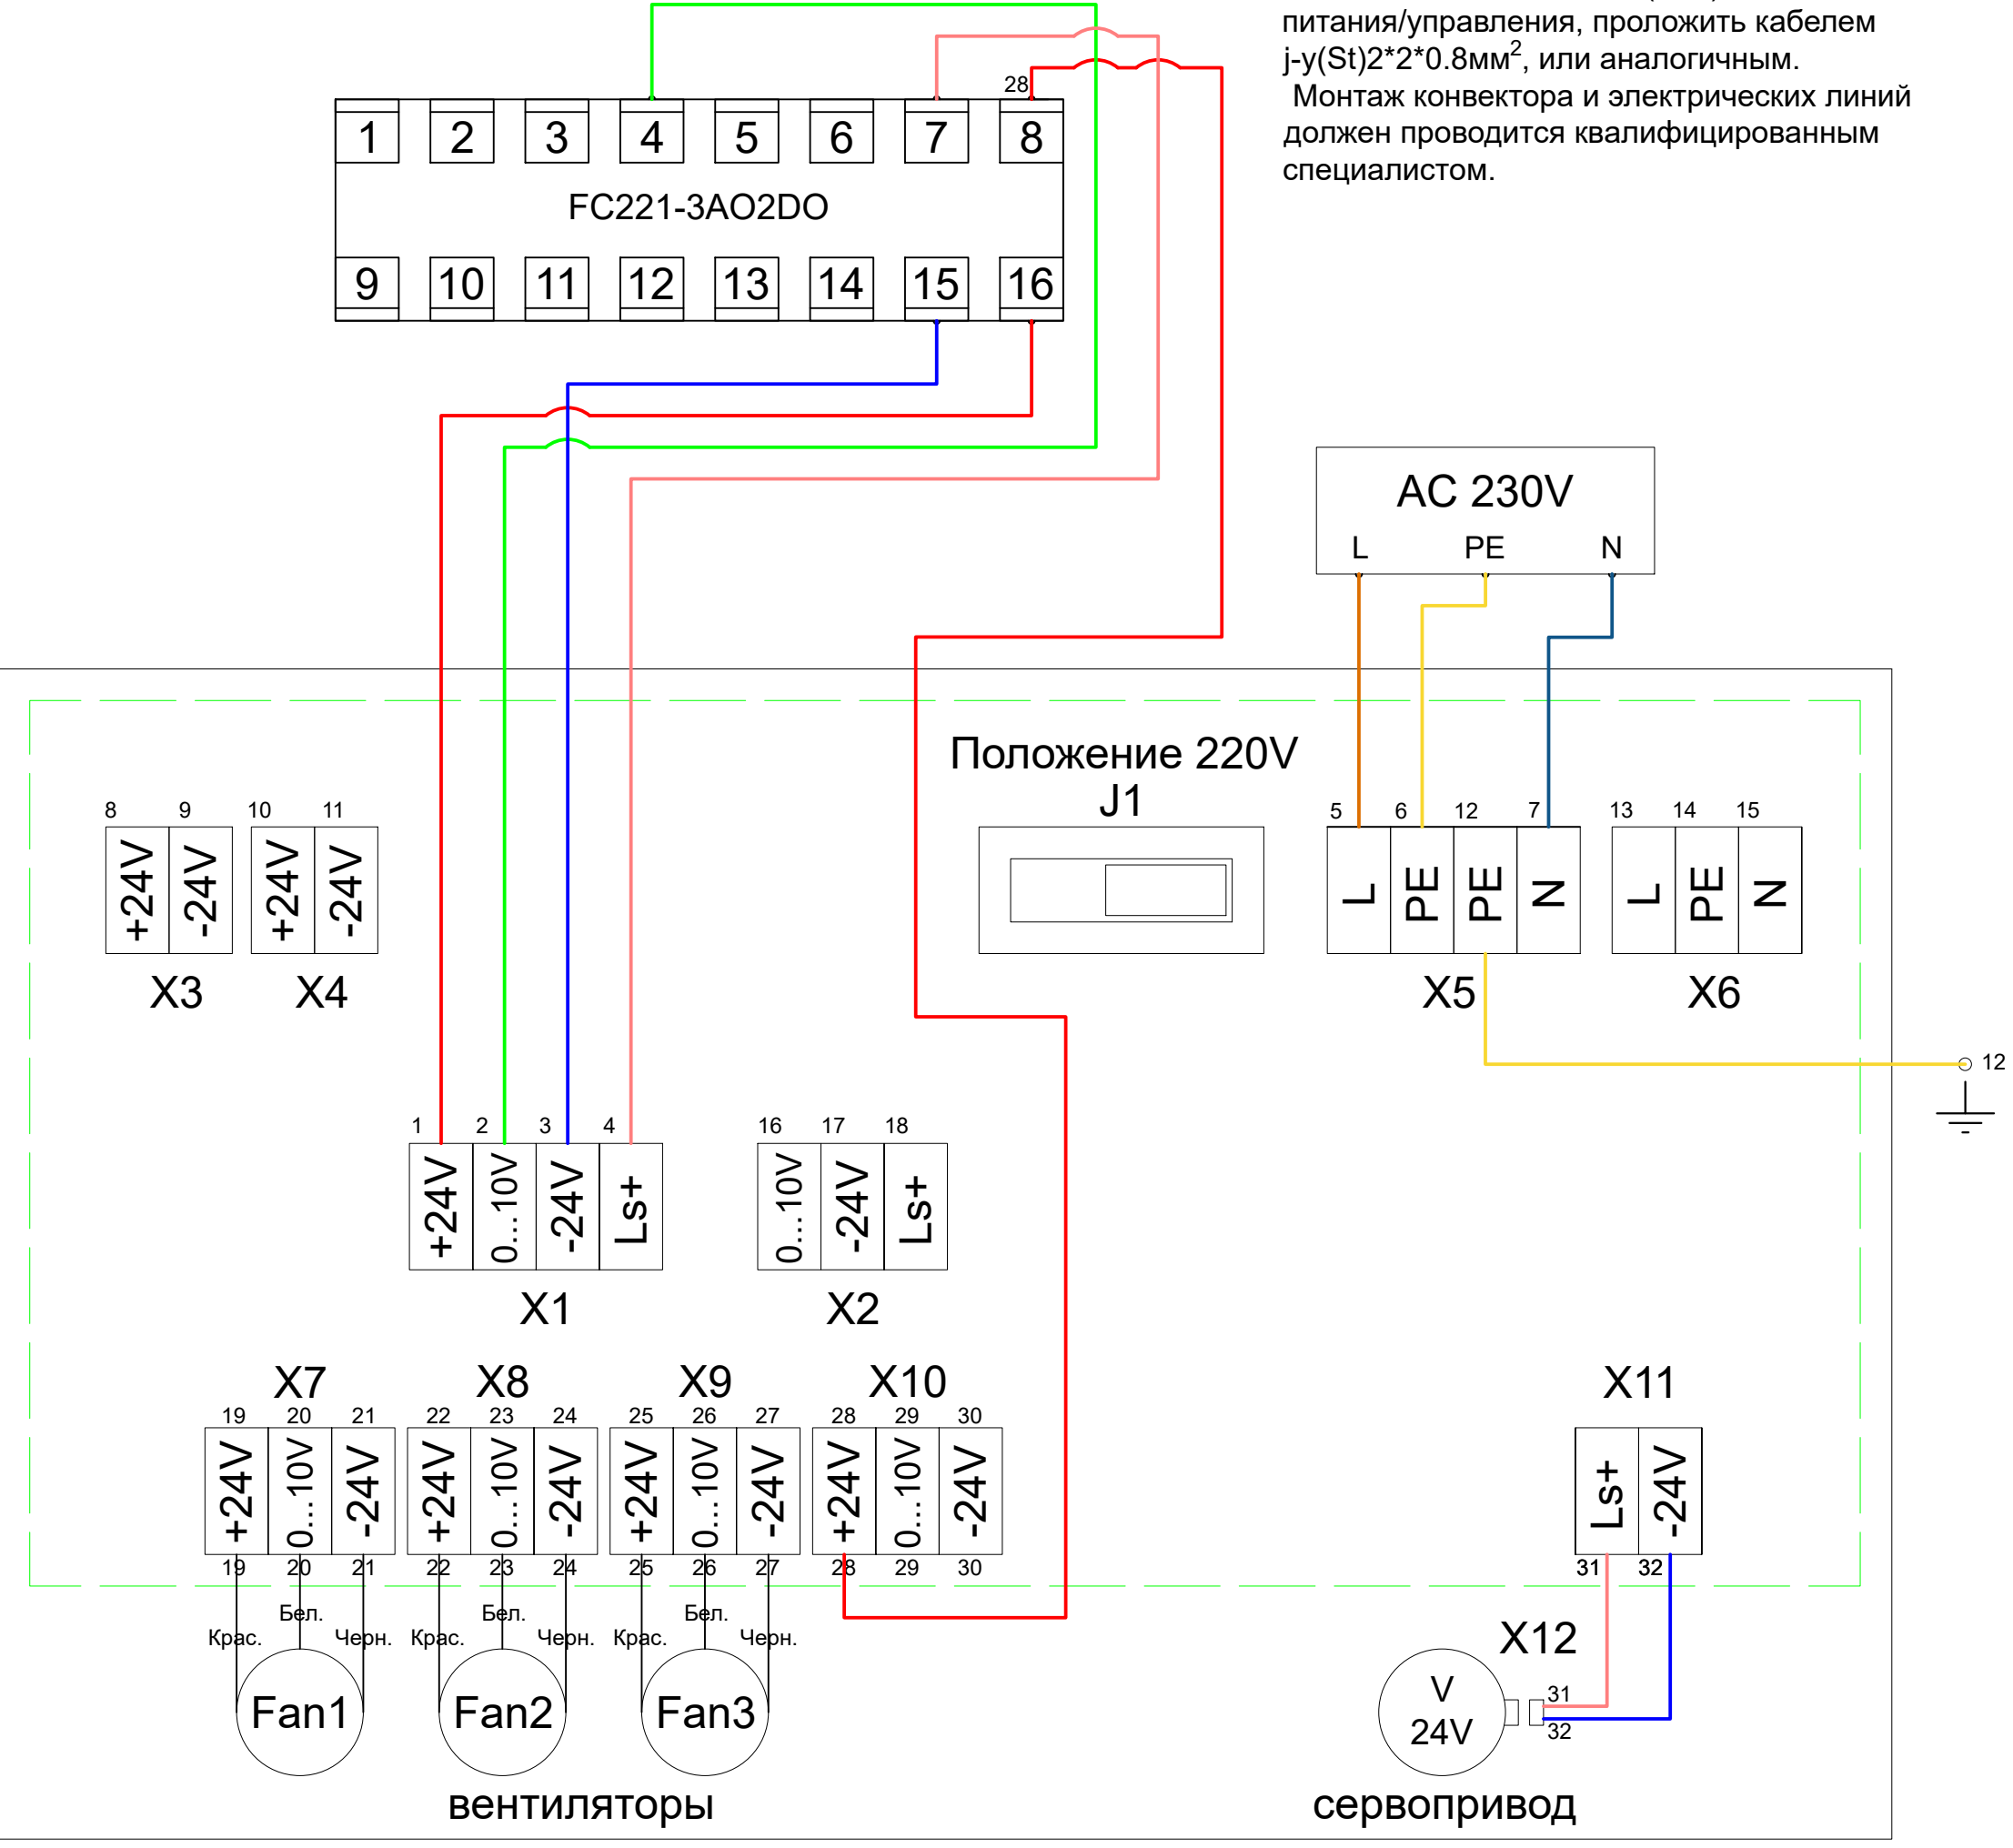 питания/управления, проложить кабелем
j-y(St)2*2*0.8мм², или аналогичным.
Монтаж конвектора и электрических линий
должен проводится квалифицированным
специалистом.
28
1 2 3 4 5 6 7 8
FC221-3AO2DO
9 10 11 12 13 14 15 16
AC 230V
L PE N
Положение 220V
J1
8 9 10 11
+24V -24V +24V -24V
X3 X4
5 6 12 7 13 14 15
L PE PE N L PE N
X5 X6
12
1 2 3 4 16 17 18
+24V 0...10V -24V Ls+ 0...10V -24V Ls+
X1 X2
X7 X8 X9 X10 X11
19 20 21 22 23 24 25 26 27 28 29 30
+24V 0...10V -24V +24V 0...10V -24V +24V 0...10V -24V +24V 0...10V -24V Ls+ -24V
19 20 21 22 23 24 25 26 27 28 29 30 31 32
Бел. Бел. Бел.
Крас. Черн. Крас. Черн. Крас. Черн.
X12
Fan1 Fan2 Fan3
V
24V
31
32
вентиляторы сервопривод